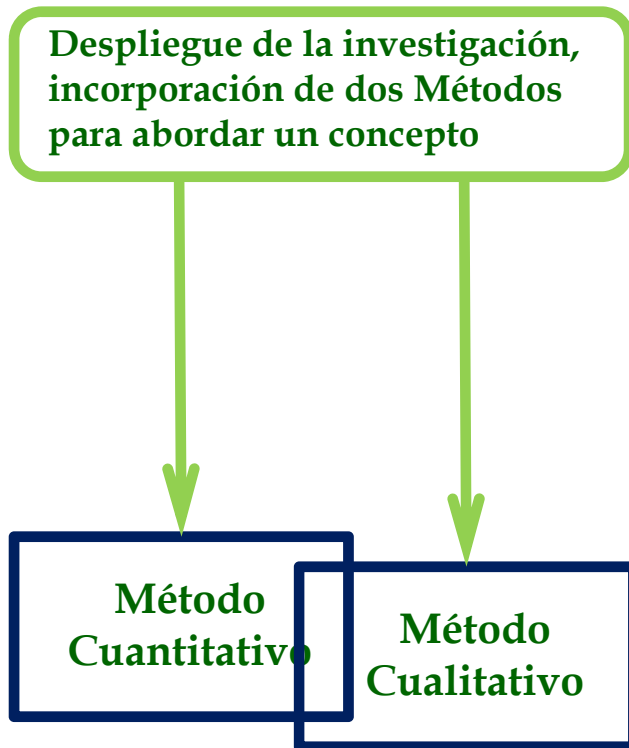 Despliegue de la investigación,
incorporación de dos Métodos
para abordar un concepto
Método
Cuantitativo
Método
Cualitativo